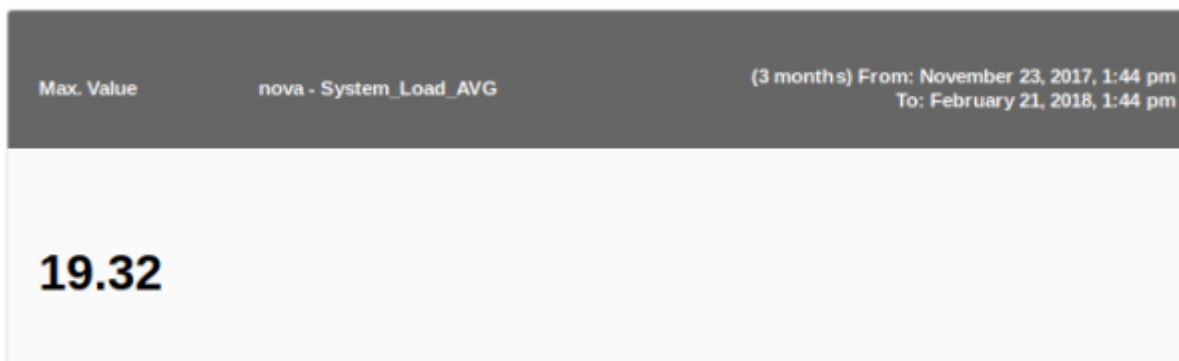 Max. Value
nova - System_Load_AVG
(3 months) From: November 23, 2017, 1:44 pm
To: February 21, 2018, 1:44 pm
19.32